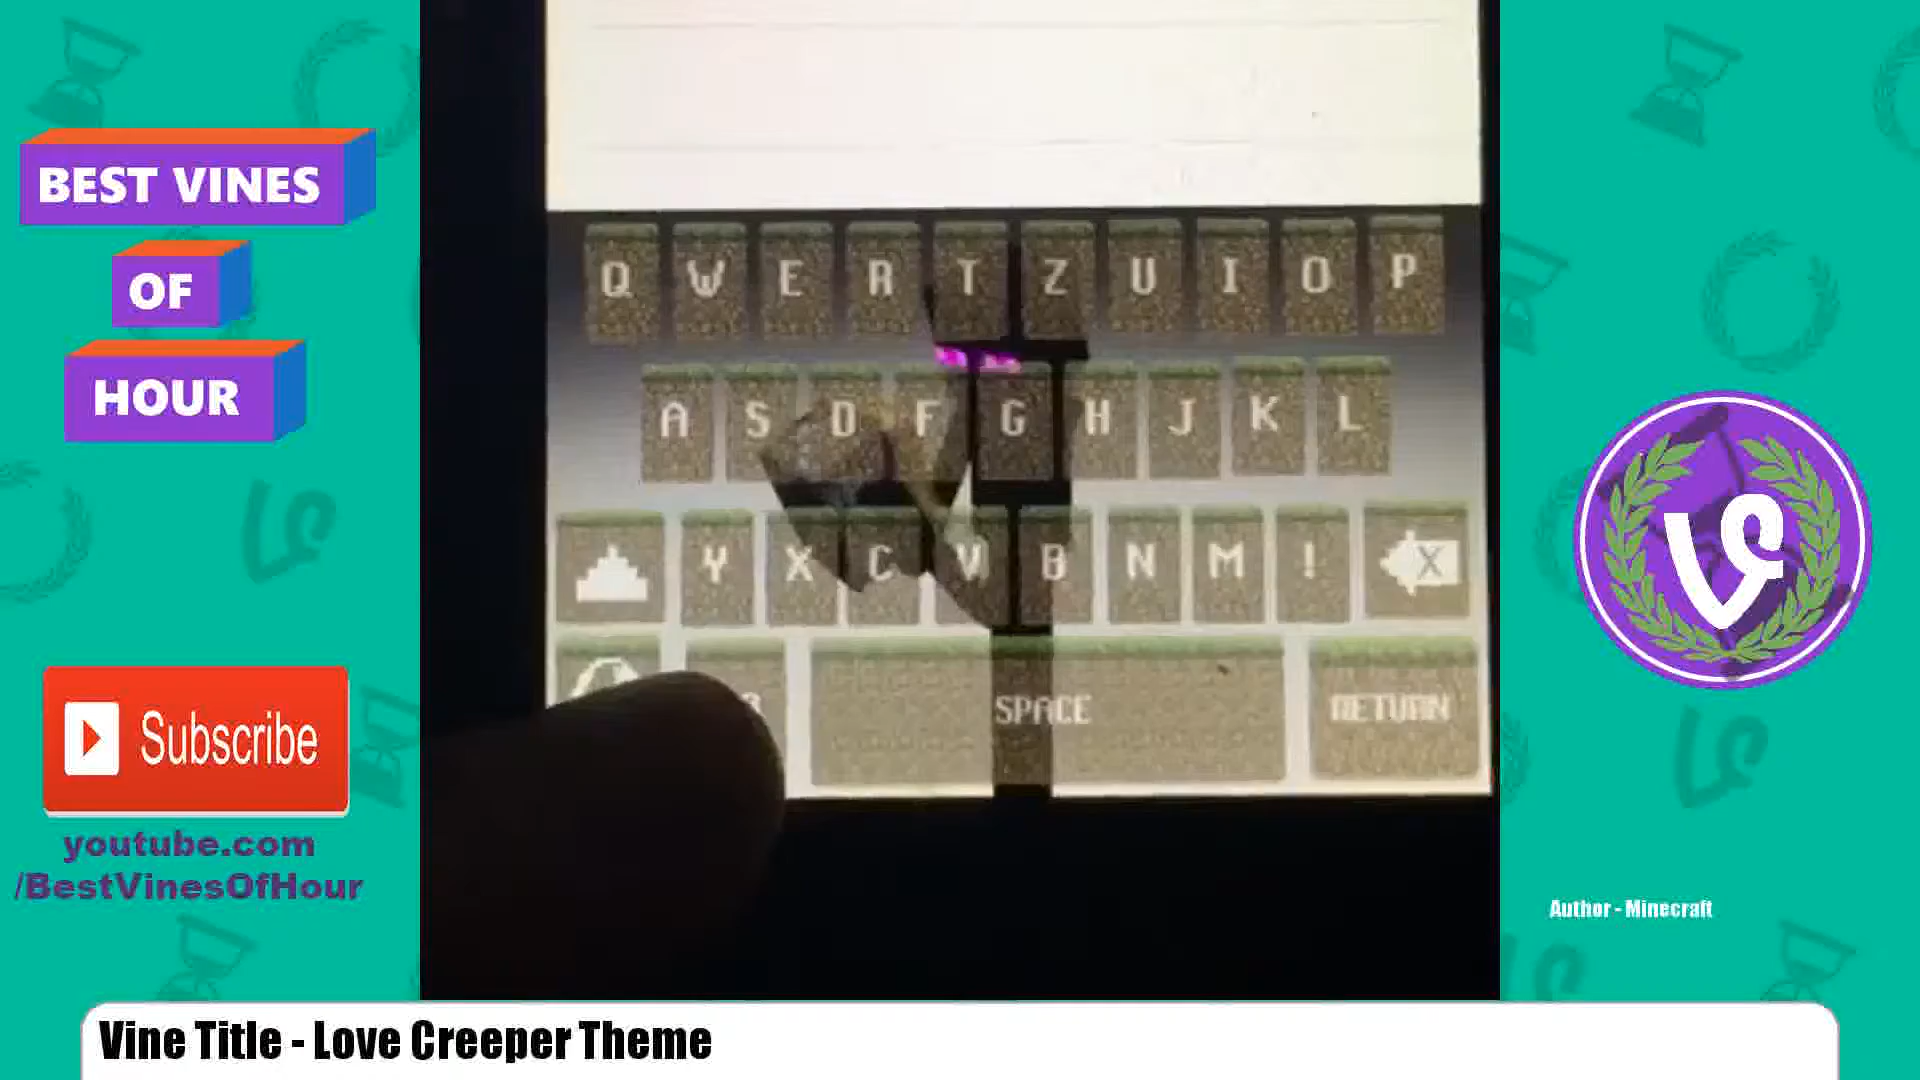 BEST VINES
OF
HOUR
Subscribe
youtube.com
/BestVinesOfHour
Q W E R T Z U I O P
A S D F G H J K L
Y X C V B N M ! X
SPACE RETURN
Author - Minecraft
Vine Title - Love Creeper Theme